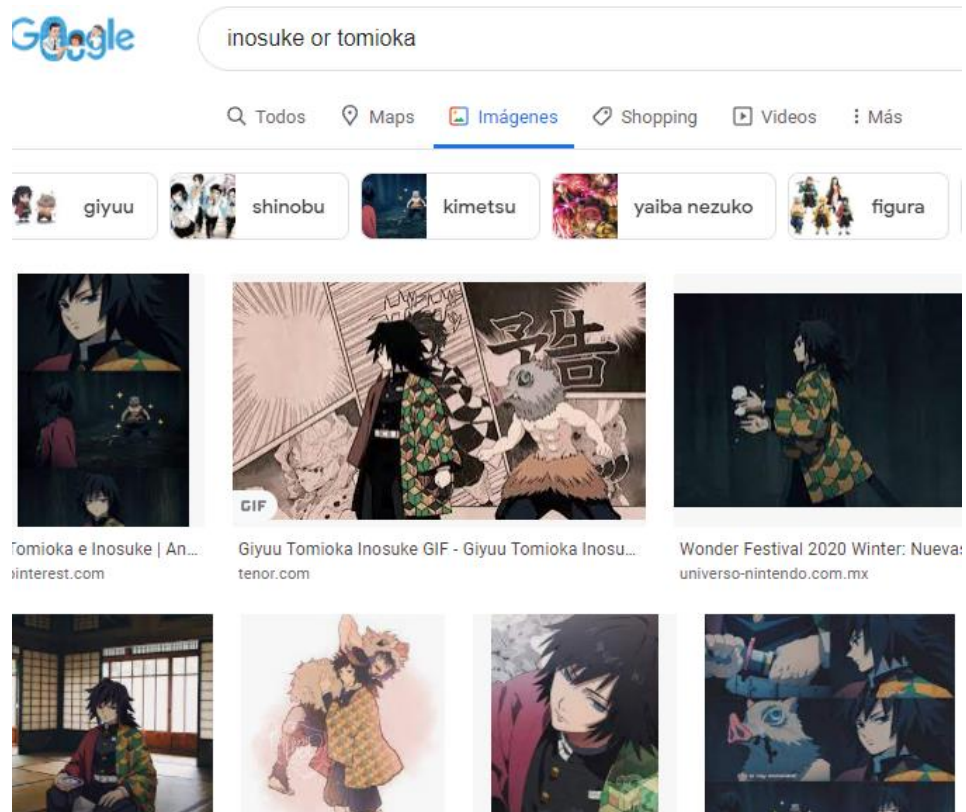 Google
inosuke or tomioka
Todos Maps Imágenes Shopping Videos Más
giyuu shinobu kimetsu yaiba nezuko figura
予告
GIF
Tomioka e Inosuke | An...
pinterest.com
Giyuu Tomioka Inosuke GIF - Giyuu Tomioka Inosu...
tenor.com
Wonder Festival 2020 Winter: Nuevas
universo-nintendo.com.mx